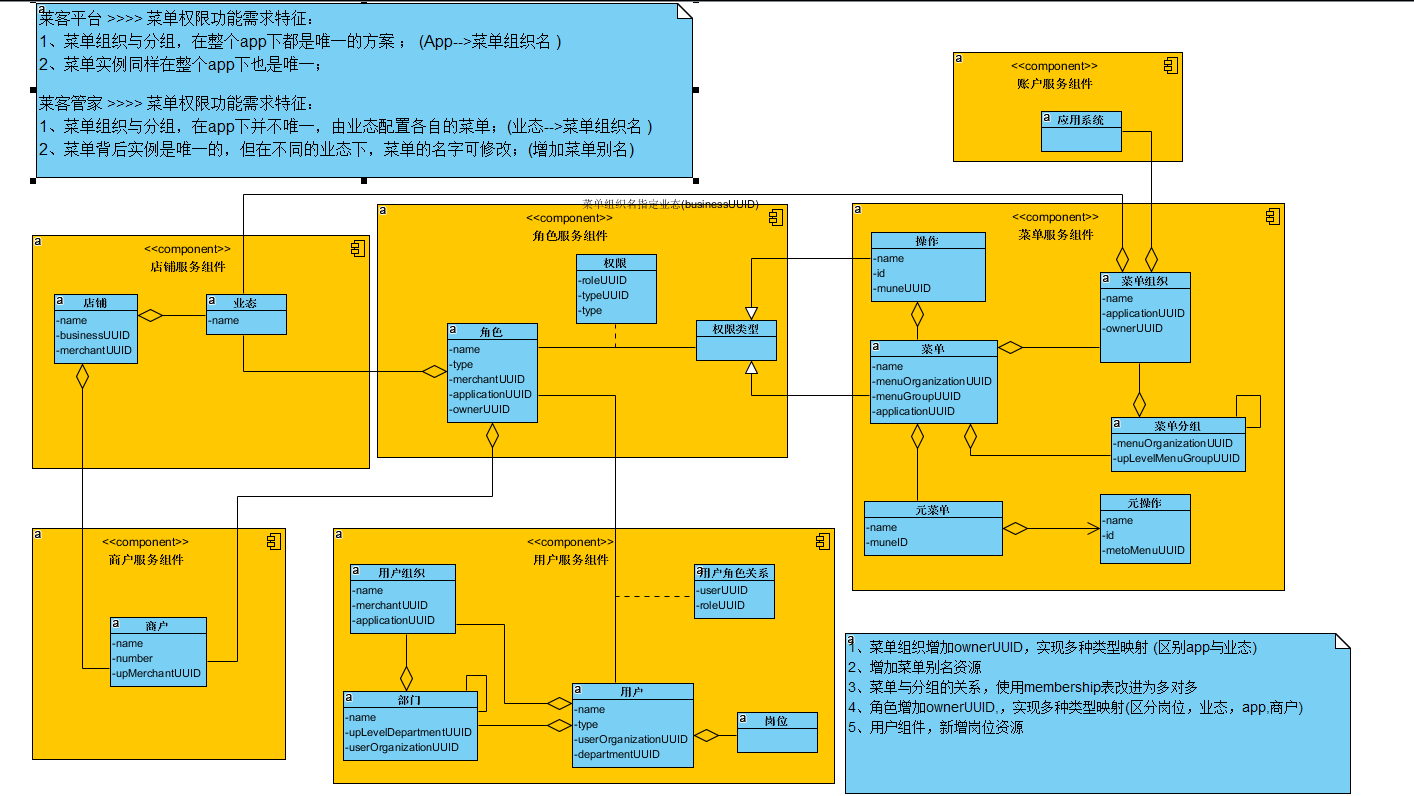 莱客平台 >>>> 菜单权限功能需求特征：
1、菜单组织与分组，在整个app下都是唯一的方案； (App-->菜单组织名 )
2、菜单实例同样在整个app下也是唯一；
莱客管家 >>>> 菜单权限功能需求特征：
1、菜单组织与分组，在app下并不唯一，由业态配置各自的菜单；(业态-->菜单组织名 )
2、菜单背后实例是唯一的，但在不同的业态下，菜单的名字可修改；(增加菜单别名)
a
<<component>>
账户服务组件
a
应用系统
菜单组织名指定业态(businessUUID)
a
<<component>>
店铺服务组件
a
店铺
-name
-businessUUID
-merchantUUID
a
业态
-name
a
<<component>>
角色服务组件
权限
-roleUUID
-typeUUID
-type
a
角色
-name
-type
-merchantUUID
-applicationUUID
-ownerUUID
权限类型
a
<<component>>
菜单服务组件
操作
-name
-id
-muneUUID
a
菜单
-name
-menuOrganizationUUID
-menuGroupUUID
-applicationUUID
a
菜单组织
-name
-applicationUUID
-ownerUUID
a
菜单分组
-menuOrganizationUUID
-upLevelMenuGroupUUID
元菜单
-name
-muneID
元操作
-name
-id
-metoMenuUUID
a
<<component>>
商户服务组件
a
商户
-name
-number
-upMerchantUUID
a
<<component>>
用户服务组件
a
用户组织
-name
-merchantUUID
-applicationUUID
a
用户角色关系
-userUUID
-roleUUID
a
部门
-name
-upLevelDepartmentUUID
-userOrganizationUUID
a
用户
-name
-type
-userOrganizationUUID
-departmentUUID
a
岗位
a
1、菜单组织增加ownerUUID，实现多种类型映射 (区别app与业态)
2、增加菜单别名资源
3、菜单与分组的关系，使用membership表改进为多对多
4、角色增加ownerUUID,，实现多种类型映射(区分岗位，业态，app,商户)
5、用户组件，新增岗位资源